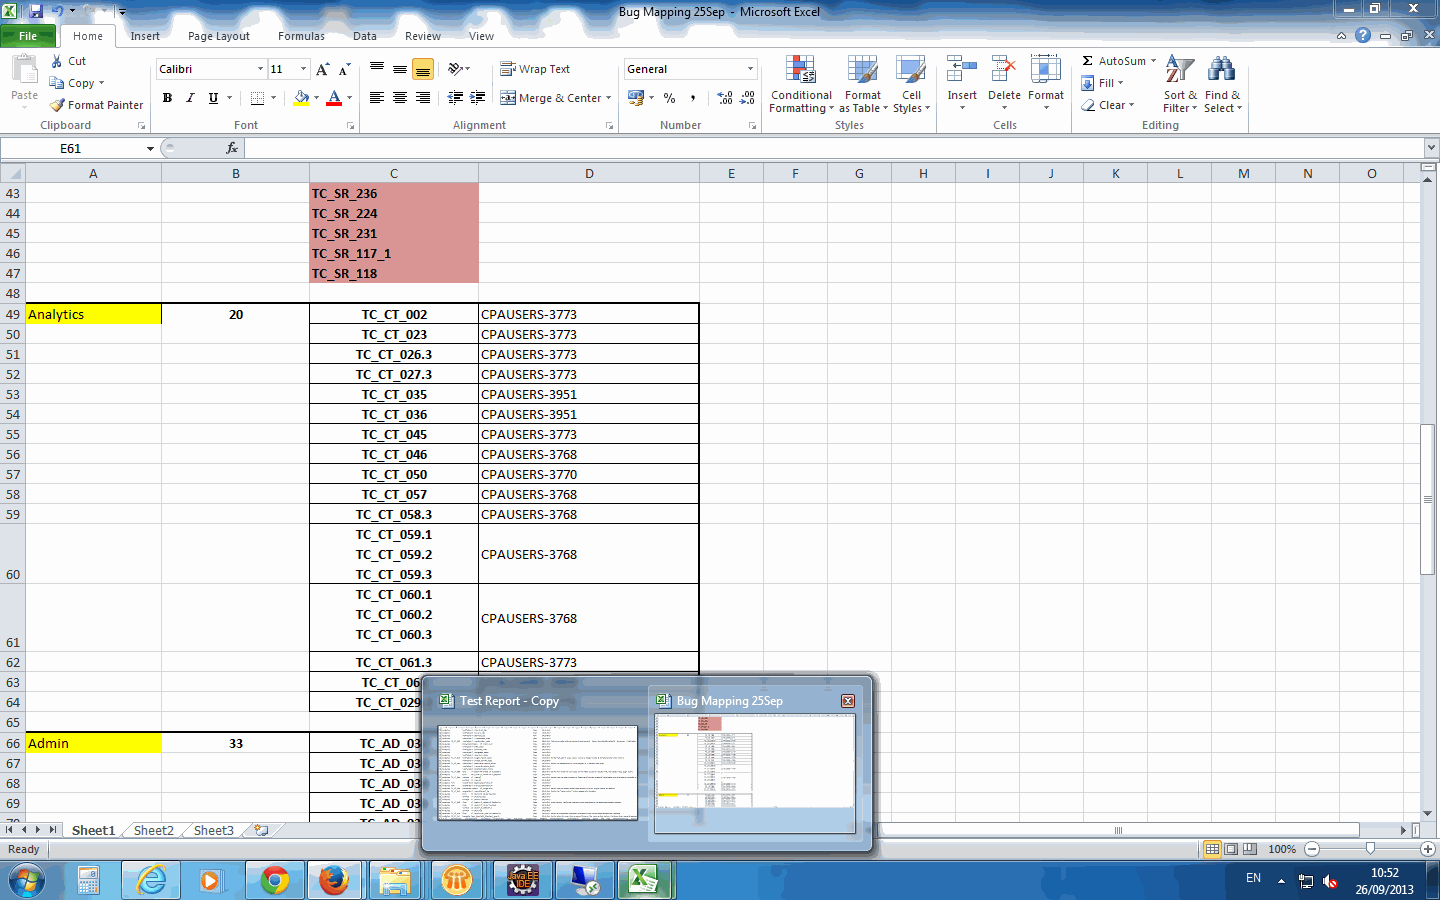 Bug Mapping 25Sep - Microsoft Excel
File Home Insert Page Layout Formulas Data Review View
Paste
Cut
Copy
Format Painter
Clipboard
Calibri 11
B I U A
Font
Wrap Text
Merge & Center
Alignment
General
%
Number
Conditional Formatting
Format as Table
Cell Styles
Styles
Insert Delete Format
Cells
AutoSum
Fill
Clear
Sort & Filter
Find & Select
Editing
E61 fx
A B C D E F G H I J K L M N O
43 TC_SR_236
44 TC_SR_224
45 TC_SR_231
46 TC_SR_117_1
47 TC_SR_118
48
49 Analytics 20 TC_CT_002 CPAUSERS-3773
50 TC_CT_023 CPAUSERS-3773
51 TC_CT_026.3 CPAUSERS-3773
52 TC_CT_027.3 CPAUSERS-3773
53 TC_CT_035 CPAUSERS-3951
54 TC_CT_036 CPAUSERS-3951
55 TC_CT_045 CPAUSERS-3773
56 TC_CT_046 CPAUSERS-3768
57 TC_CT_050 CPAUSERS-3770
58 TC_CT_057 CPAUSERS-3768
59 TC_CT_058.3 CPAUSERS-3768
TC_CT_059.1
TC_CT_059.2 CPAUSERS-3768
60 TC_CT_059.3
TC_CT_060.1
TC_CT_060.2 CPAUSERS-3768
TC_CT_060.3
61
62 TC_CT_061.3 CPAUSERS-3773
63 TC_CT_06
64 TC_CT_029
65
66 Admin 33 TC_AD_03
67 TC_AD_03
68 TC_AD_03
69 TC_AD_03
Test Report - Copy
Bug Mapping 25Sep
Sheet1 Sheet2 Sheet3
Ready 100%
Java EE
IDE
EN
10:52
26/09/2013